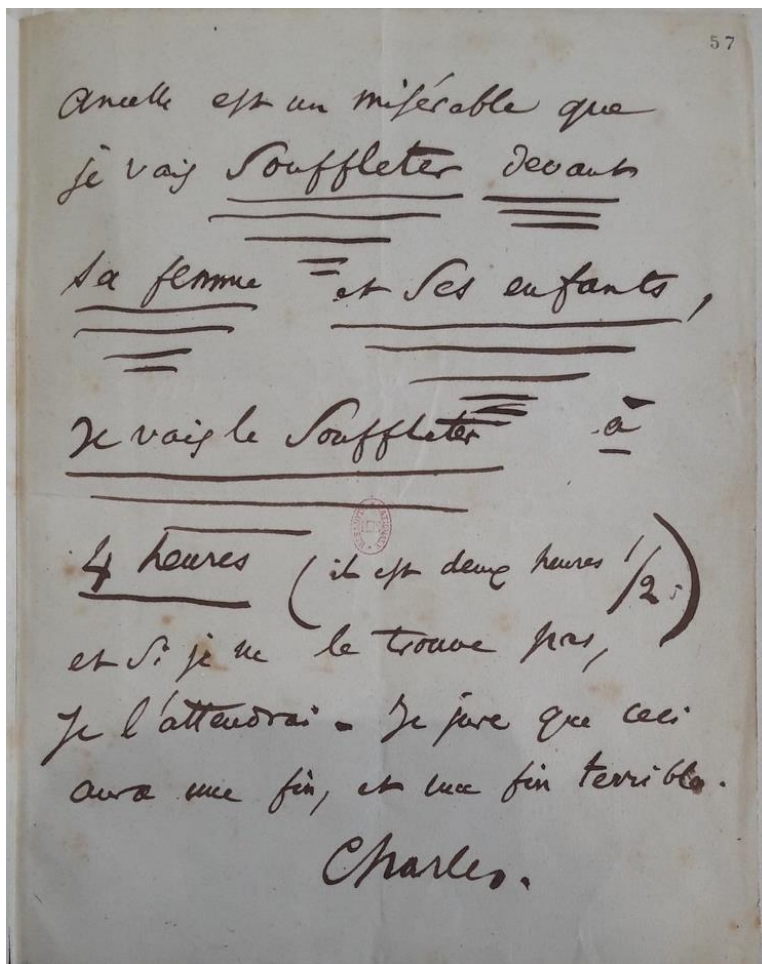 57
Ancelle est un misérable que
je vais Souffleter devant
Sa femme et Ses enfants,
Je vais le Souffleter à
4 heures (il est deux heures 1/2)
et Si je ne le trouve pas,
Je l'attendrai. Je jure que ceci
aura une fin, et une fin terrible.
Charles.